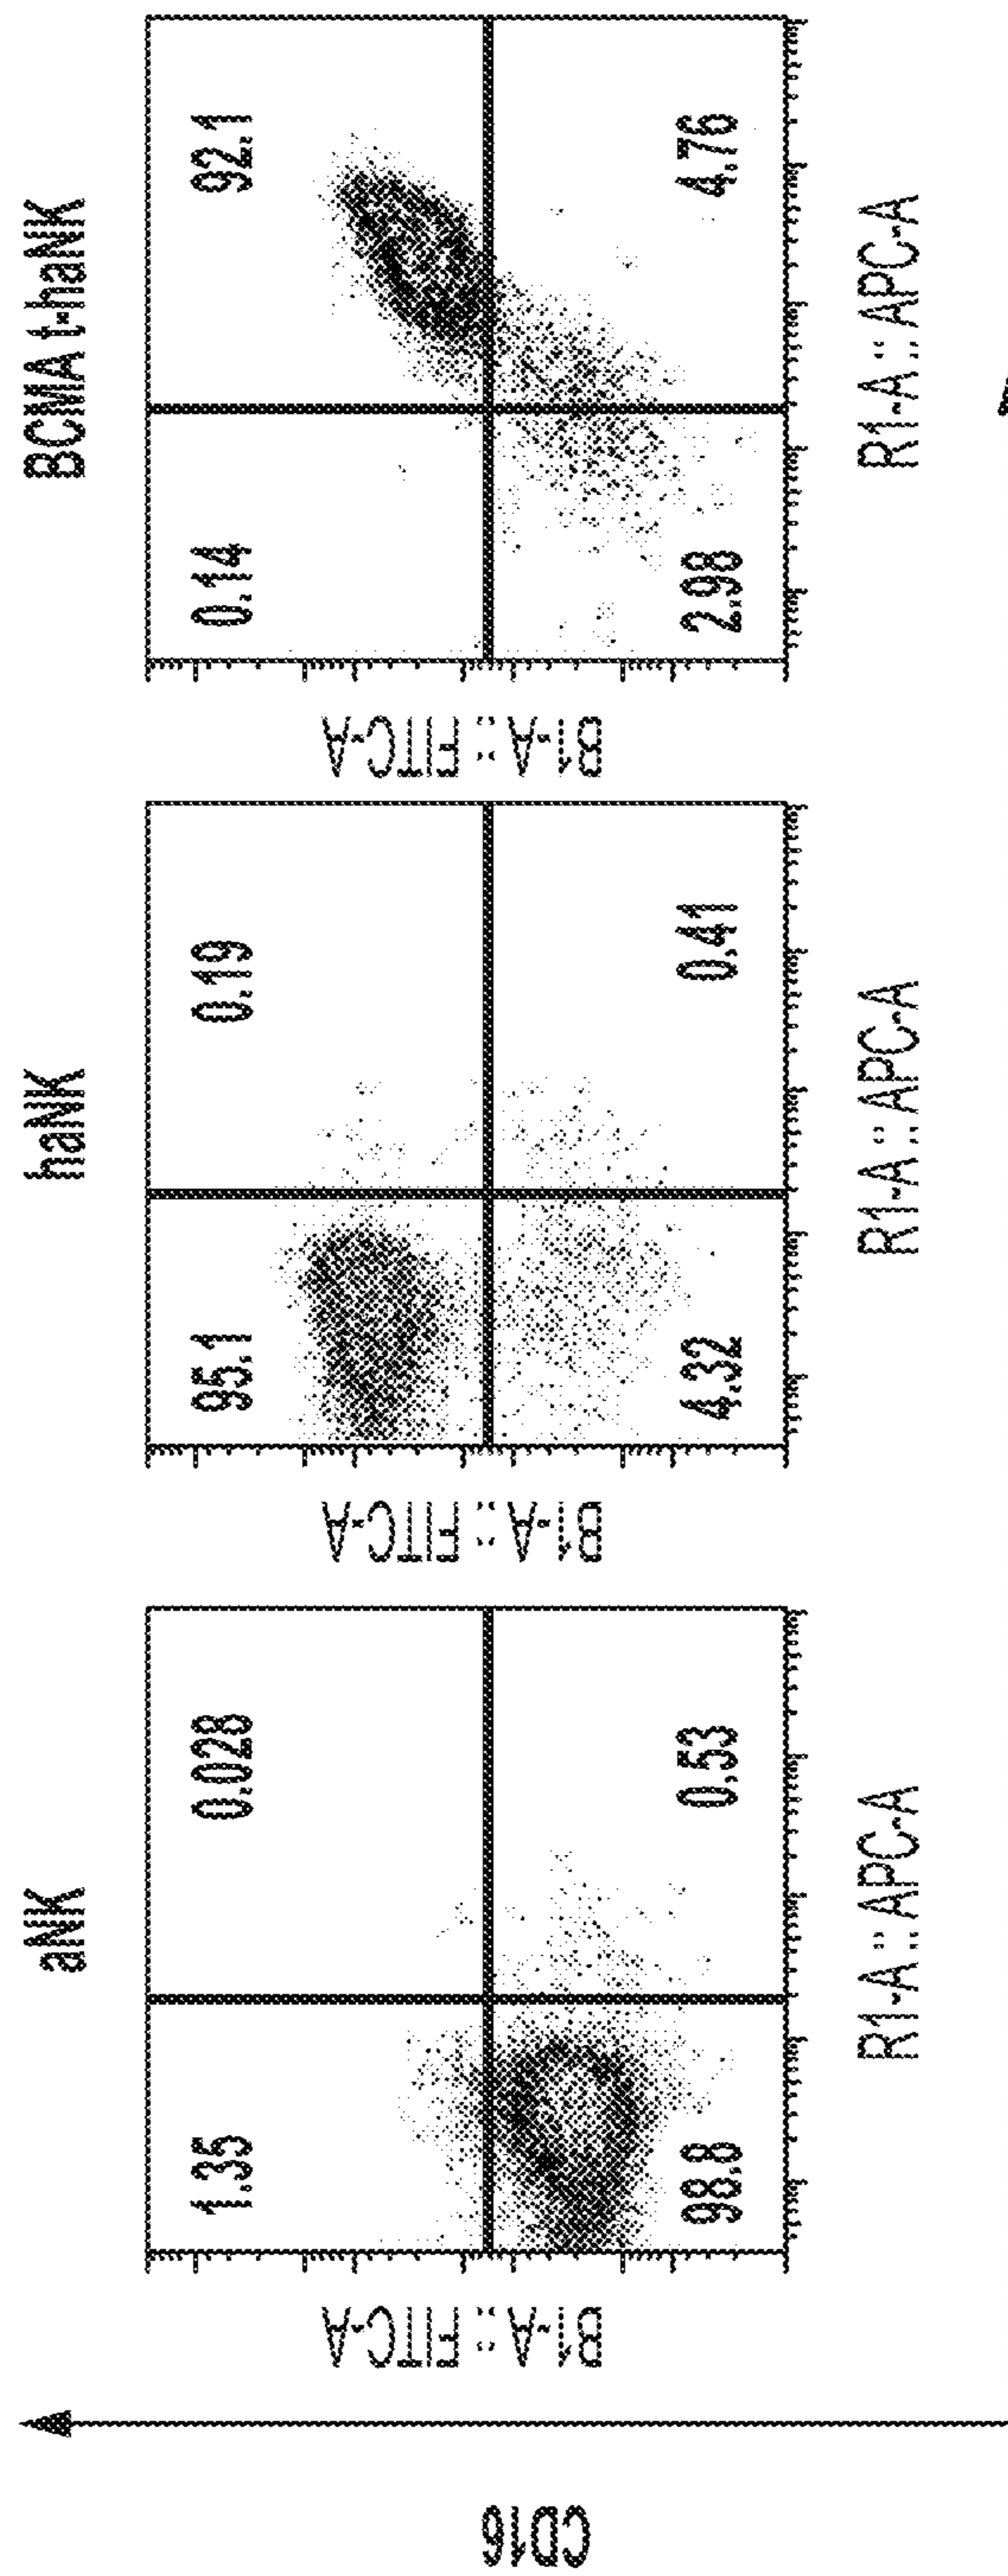 aNK
1.35
0.028
98.8
0.53
B1-A :: FITC-A
R1-A :: APC-A
haNK
95.1
0.19
4.32
0.41
B1-A :: FITC-A
R1-A :: APC-A
BCMA t-haNK
0.14
92.1
2.98
4.76
B1-A :: FITC-A
R1-A :: APC-A
CD16